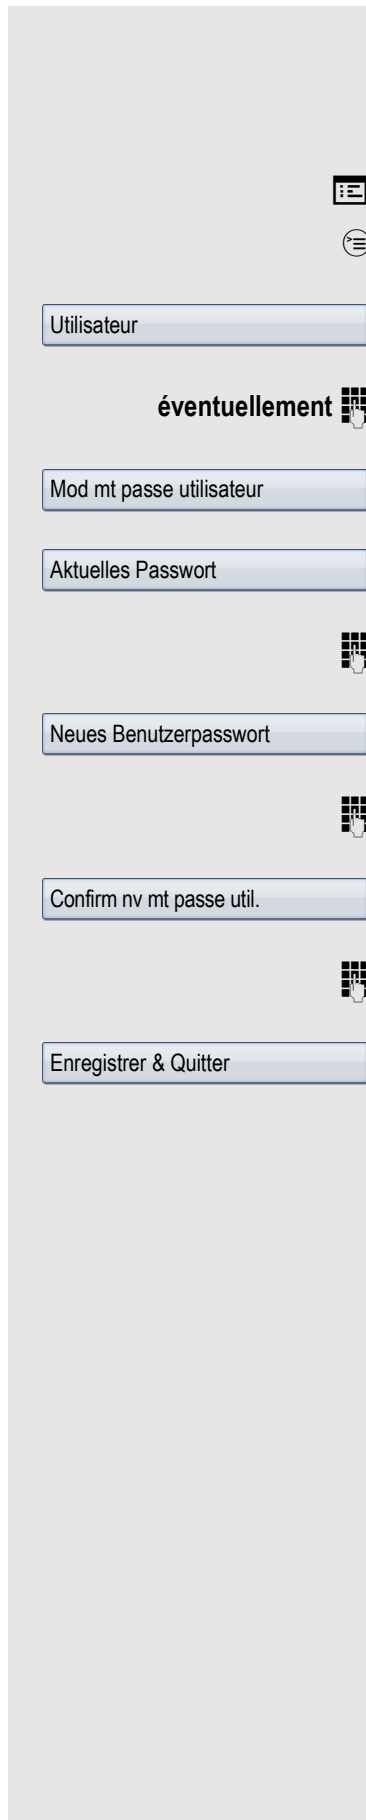 Utilisateur
éventuellement
Mod mt passe utilisateur
Aktuelles Passwort
Neues Benutzerpasswort
Confirm nv mt passe util.
Enregistrer & Quitter